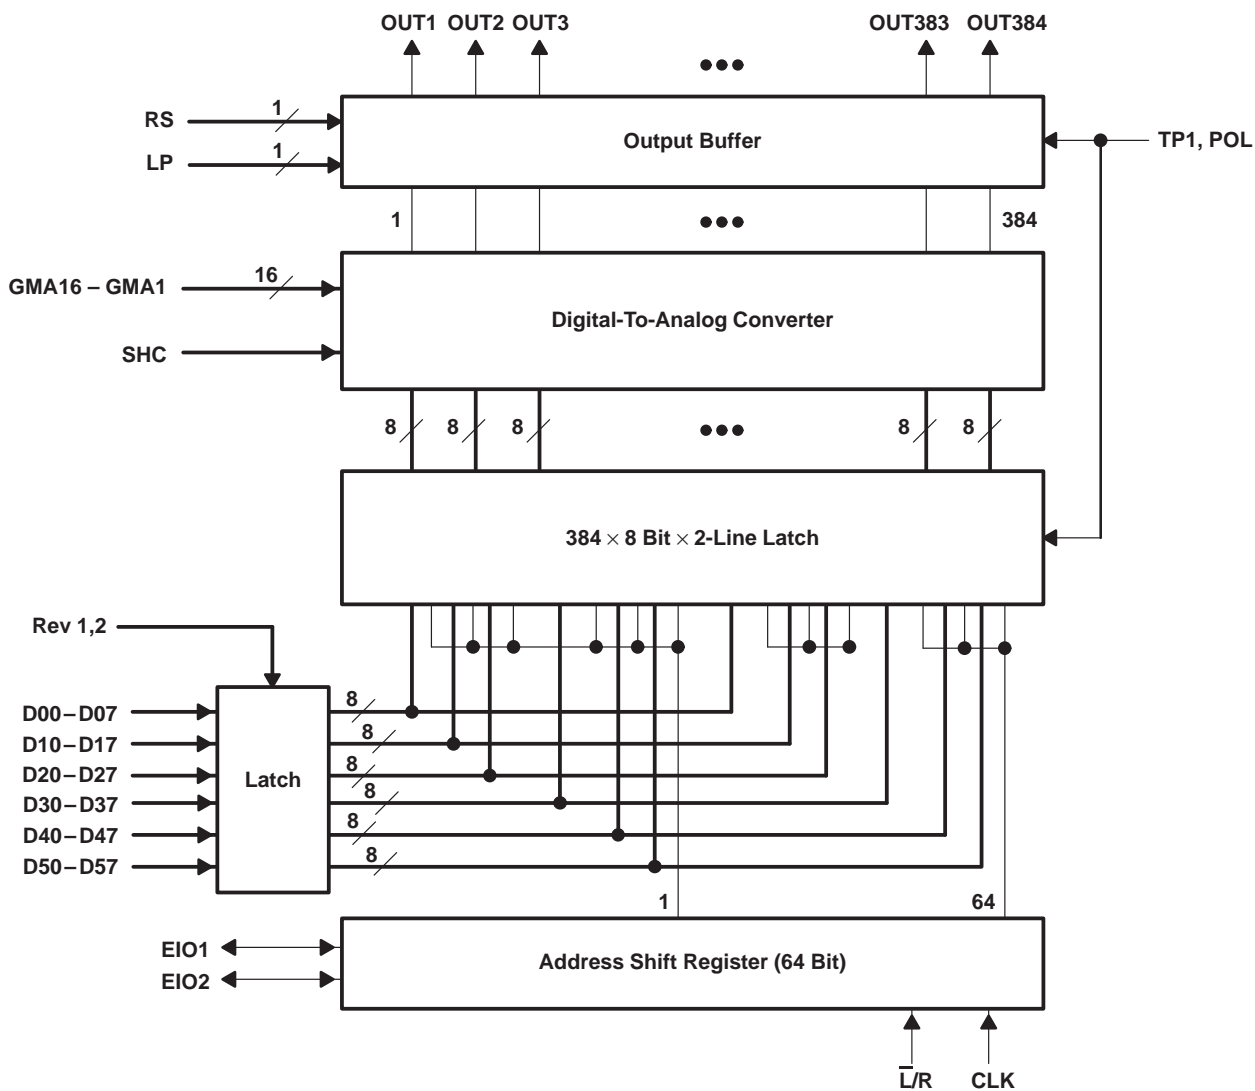 OUT1 OUT2 OUT3 OUT383 OUT384
RS 1
Output Buffer
TP1, POL
LP 1
1 384
GMA16 – GMA1 16
Digital-To-Analog Converter
SHC
8 8 8 8 8
384 × 8 Bit × 2-Line Latch
Rev 1,2
D00–D07 8
D10–D17 8
D20–D27 8
Latch
D30–D37 8
D40–D47 8
D50–D57 8
1 64
EIO1
Address Shift Register (64 Bit)
EIO2
L̅/R CLK